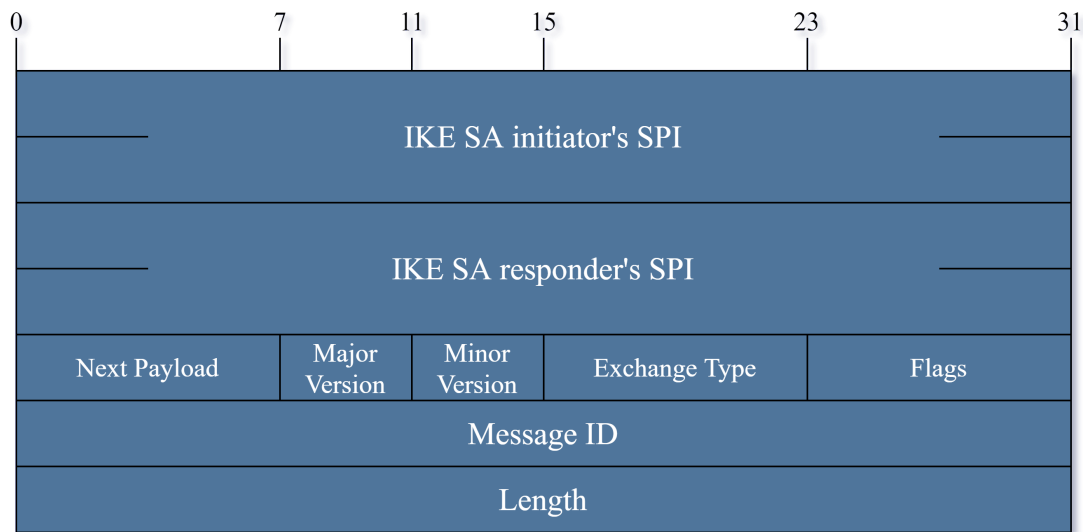 0 7 11 15 23 31
IKE SA initiator's SPI
IKE SA responder's SPI
Next Payload
Major
Version
Minor
Version
Exchange Type
Flags
Message ID
Length